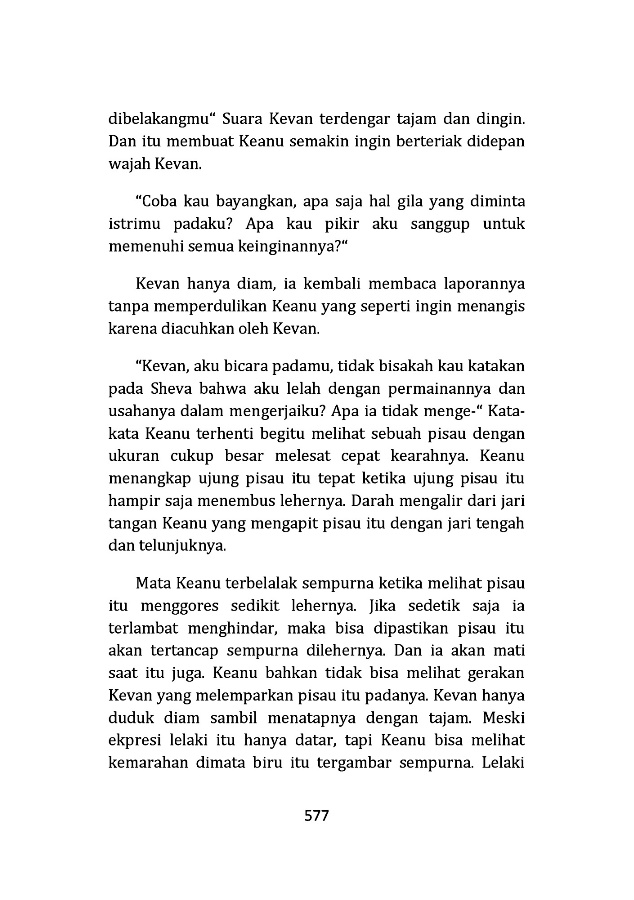 dibelakangmu“ Suara Kevan terdengar tajam dan dingin.
Dan itu membuat Keanu semakin ingin berteriak didepan
wajah Kevan.
“Coba kau bayangkan, apa saja hal gila yang diminta
istrimu padaku? Apa kau pikir aku sanggup untuk
memenuhi semua keinginannya?“
Kevan hanya diam, ia kembali membaca laporannya
tanpa memperdulikan Keanu yang seperti ingin menangis
karena diacuhkan oleh Kevan.
“Kevan, aku bicara padamu, tidak bisakah kau katakan
pada Sheva bahwa aku lelah dengan permainannya dan
usahanya dalam mengerjaiku? Apa ia tidak menge-“ Kata-
kata Keanu terhenti begitu melihat sebuah pisau dengan
ukuran cukup besar melesat cepat kearahnya. Keanu
menangkap ujung pisau itu tepat ketika ujung pisau itu
hampir saja menembus lehernya. Darah mengalir dari jari
tangan Keanu yang mengapit pisau itu dengan jari tengah
dan telunjuknya.
Mata Keanu terbelalak sempurna ketika melihat pisau
itu menggores sedikit lehernya. Jika sedetik saja ia
terlambat menghindar, maka bisa dipastikan pisau itu
akan tertancap sempurna dilehernya. Dan ia akan mati
saat itu juga. Keanu bahkan tidak bisa melihat gerakan
Kevan yang melemparkan pisau itu padanya. Kevan hanya
duduk diam sambil menatapnya dengan tajam. Meski
ekpresi lelaki itu hanya datar, tapi Keanu bisa melihat
kemarahan dimata biru itu tergambar sempurna. Lelaki
577